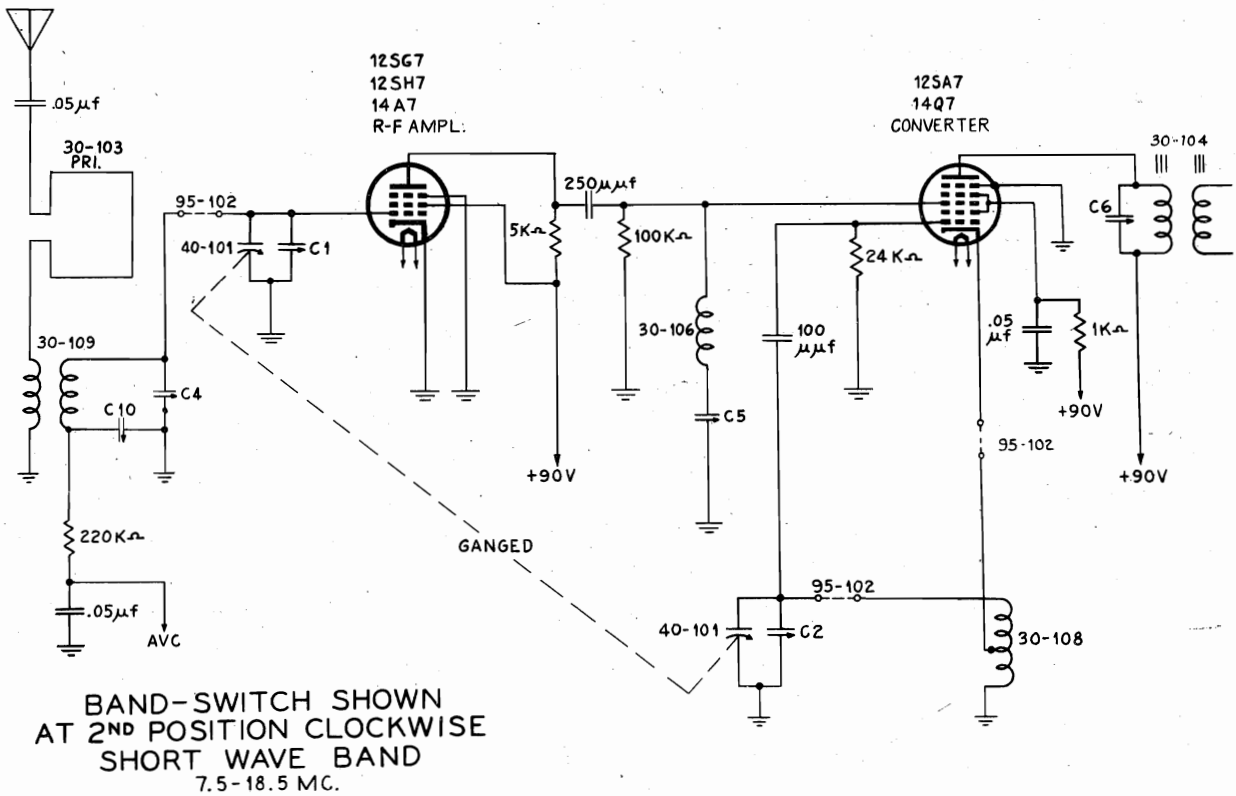 12SG7
12SH7
14A7
R-F AMPL.
12SA7
14Q7
CONVERTER
.05μf
30-103
PRI.
30-104
95-102
250μμf
C6
40-101
C1
5KΩ
100KΩ
24KΩ
30-106
100
μμf
.05
μf
1KΩ
30-109
C4
C10
C5
+90V
95-102
+90V
+90V
220KΩ
GANGED
.05μf
AVC
95-102
40-101
C2
30-108
BAND-SWITCH SHOWN
AT 2ND POSITION CLOCKWISE
SHORT WAVE BAND
7.5-18.5 MC.